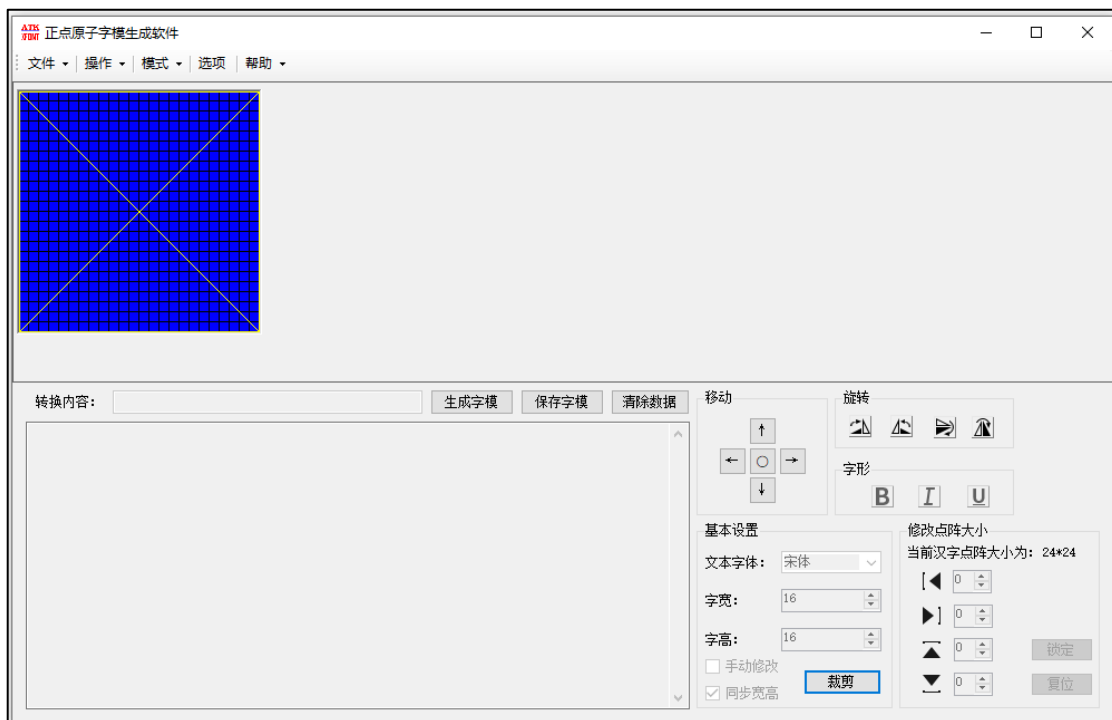 ATK
FONT 正点原子字模生成软件
文件 操作 模式 选项 帮助
转换内容: 生成字模 保存字模 清除数据
移动
旋转
字形
B I U
基本设置
文本字体: 宋体
字宽: 16
字高: 16
手动修改
同步宽高
裁剪
修改点阵大小
当前汉字点阵大小为: 24*24
0
0
0
锁定
0
复位